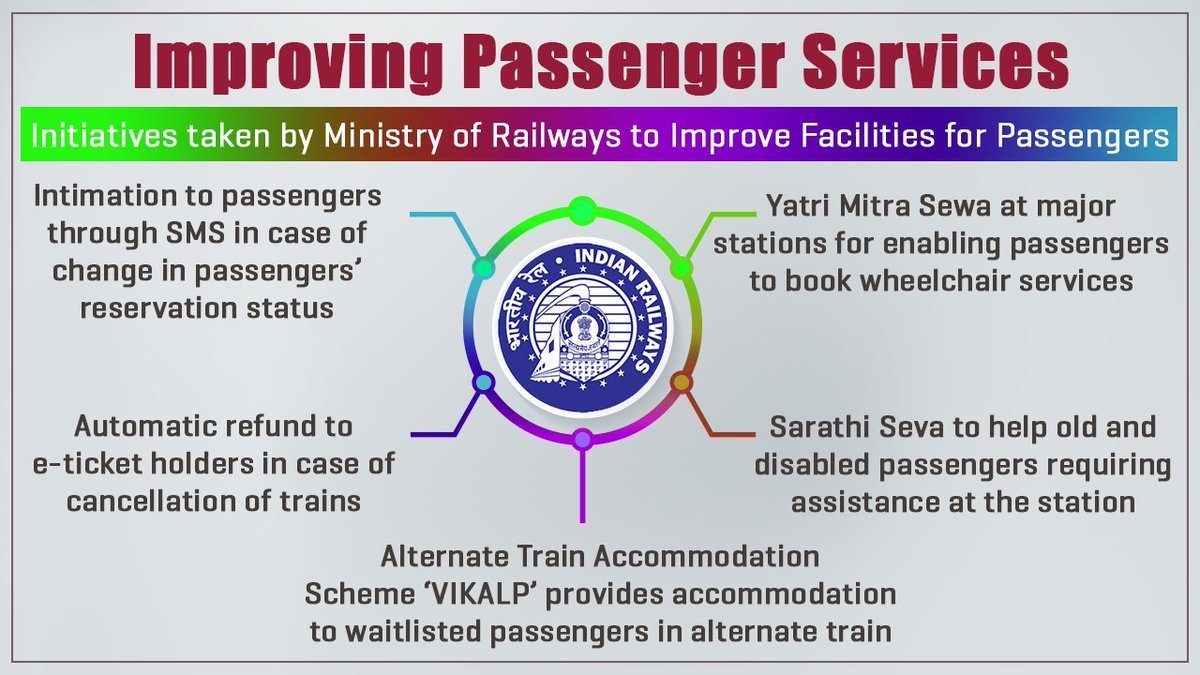 Improving Passenger Services
Initiatives taken by Ministry of Railways to Improve Facilities for Passengers
Intimation to passengers
through SMS in case of
change in passengers’
reservation status
Yatri Mitra Sewa at major
stations for enabling passengers
to book wheelchair services
भारतीय रेल • INDIAN RAILWAYS
Automatic refund to
e-ticket holders in case of
cancellation of trains
Sarathi Seva to help old and
disabled passengers requiring
assistance at the station
Alternate Train Accommodation
Scheme ‘VIKALP’ provides accommodation
to waitlisted passengers in alternate train